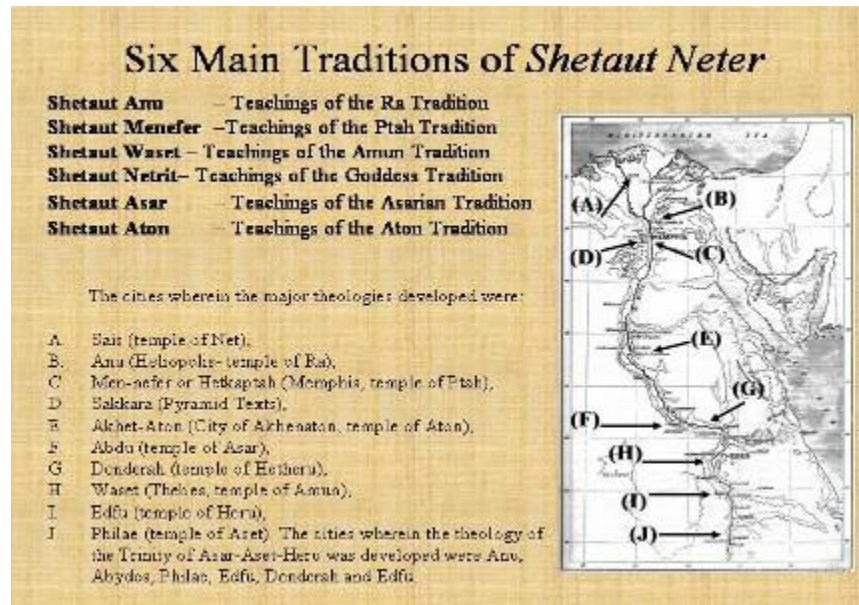 Six Main Traditions of Shetaut Neter
Shetaut Anu – Teachings of the Ra Tradition
Shetaut Menefer –Teachings of the Ptah Tradition
Shetaut Waset – Teachings of the Amun Tradition
Shetaut Netrit– Teachings of the Goddess Tradition
Shetaut Asar – Teachings of the Asarian Tradition
Shetaut Aton – Teachings of the Aton Tradition
The cities wherein the major theologies developed were:
A. Sais (temple of Net),
B. Anu (Heliopolis- temple of Ra),
C Men-nefer or Hetkaptah (Memphis, temple of Ptah),
D Sakkara (Pyramid Texts),
E Akhet-Aton (City of Akhenaton, temple of Aton),
F Abdu (temple of Asar),
G Denderah (temple of Hetheru),
H Waset (Thebes, temple of Amun),
I Edfu (temple of Heru),
J Philae (temple of Aset) The cities wherein the theology of
the Trinity of Asar-Aset-Heru was developed were Anu,
Abydos, Philae, Edfu, Denderah and Edfu.
MEDITERRANEAN SEA
(A)
(B)
(D)
(C)
(E)
(G)
(F)
(H)
(I)
(J)